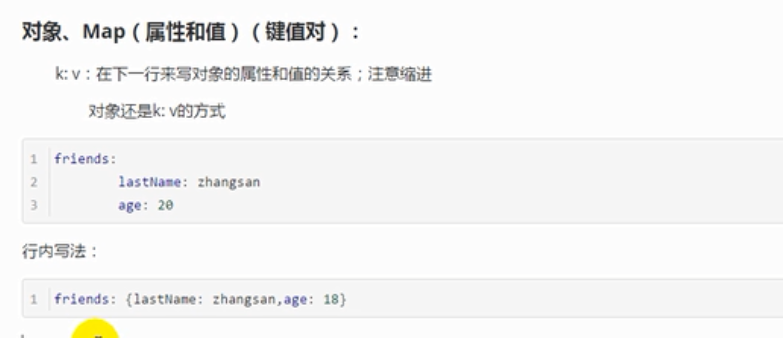 对象、Map（属性和值）（键值对）：
k: v：在下一行来写对象的属性和值的关系；注意缩进
对象还是k: v的方式
1 friends:
2 lastName: zhangsan
3 age: 20
行内写法：
1 friends: {lastName: zhangsan,age: 18}